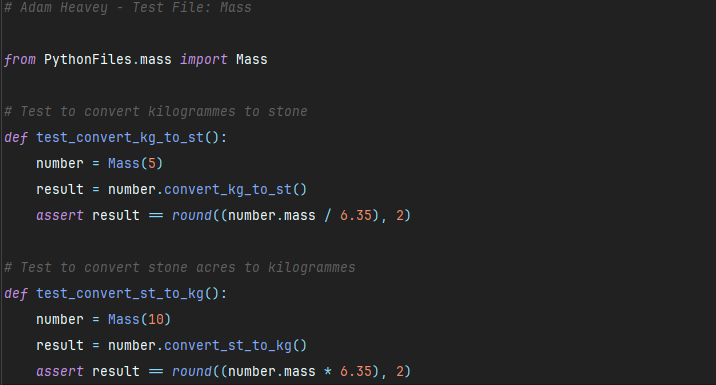 # Adam Heavey - Test File: Mass
from PythonFiles.mass import Mass
# Test to convert kilogrammes to stone
def test_convert_kg_to_st():
number = Mass(5)
result = number.convert_kg_to_st()
assert result == round((number.mass / 6.35), 2)
# Test to convert stone acres to kilogrammes
def test_convert_st_to_kg():
number = Mass(10)
result = number.convert_st_to_kg()
assert result == round((number.mass * 6.35), 2)